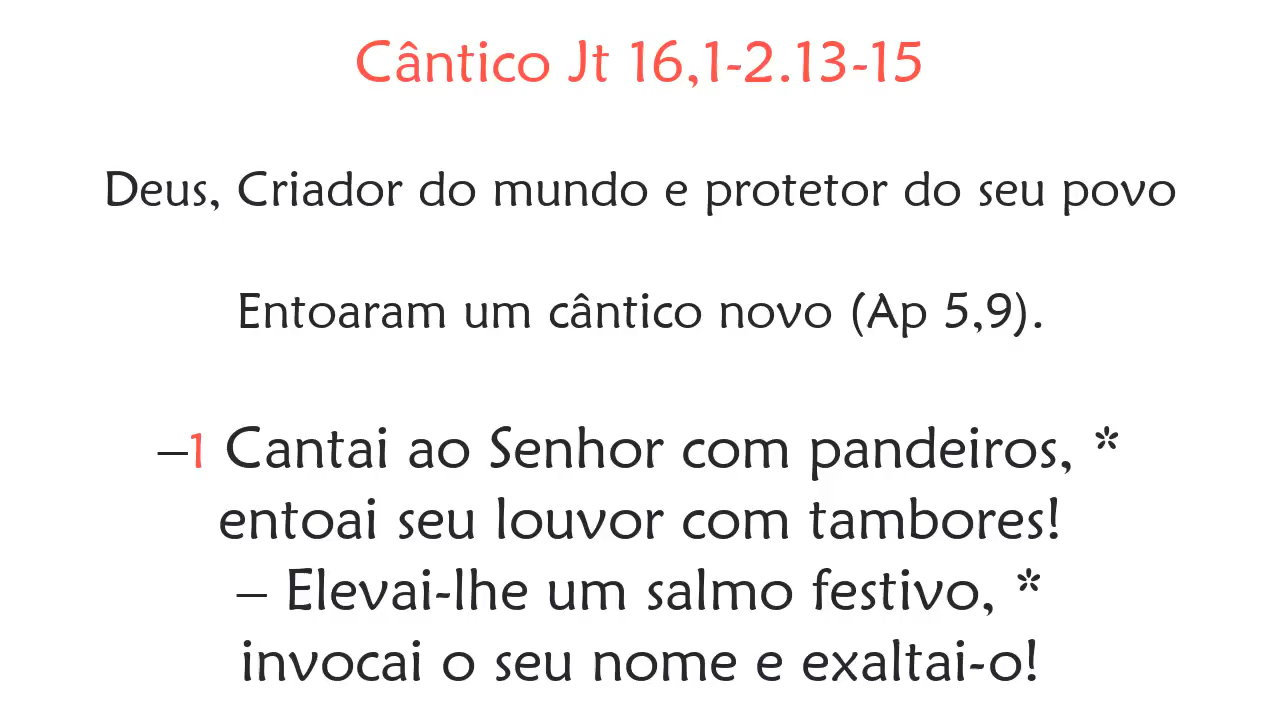 Cântico Jt 16,1-2.13-15
Deus, Criador do mundo e protetor do seu povo
Entoaram um cântico novo (Ap 5,9).
–1 Cantai ao Senhor com pandeiros, *
entoai seu louvor com tambores!
– Elevai-lhe um salmo festivo, *
invocai o seu nome e exaltai-o!